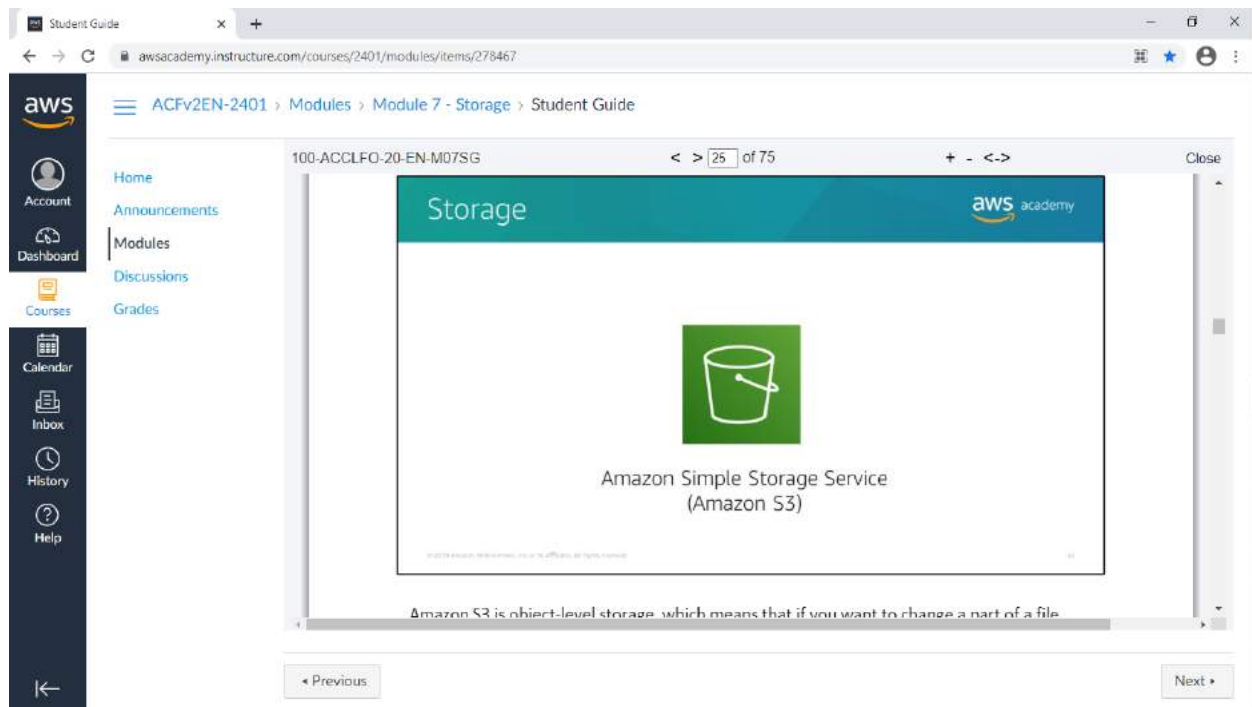 Student Guide
awsacademy.instructure.com/courses/2401/modules/items/278467
aws
ACFv2EN-2401 › Modules › Module 7 - Storage › Student Guide
Account
Dashboard
Courses
Calendar
Inbox
History
Help
Home
Announcements
Modules
Discussions
Grades
100-ACCLFO-20-EN-M07SG < > 25 of 75 + - <-> Close
Storage
aws academy
Amazon Simple Storage Service
(Amazon S3)
Amazon S3 is object-level storage, which means that if you want to change a part of a file
◂ Previous
Next ▸